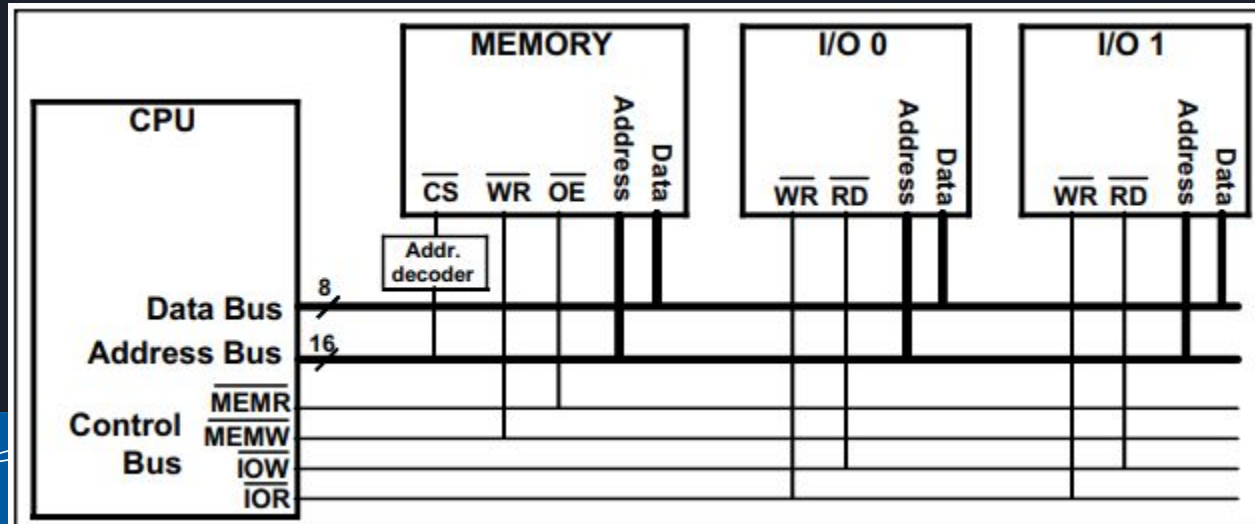 MEMORY
I/O 0
I/O 1
CPU
Address
Data
Address
Data
Address
Data
CS WR OE
WR RD
WR RD
Addr.
decoder
8
Data Bus
16
Address Bus
MEMR
Control
MEMW
Bus
IOW
IOR